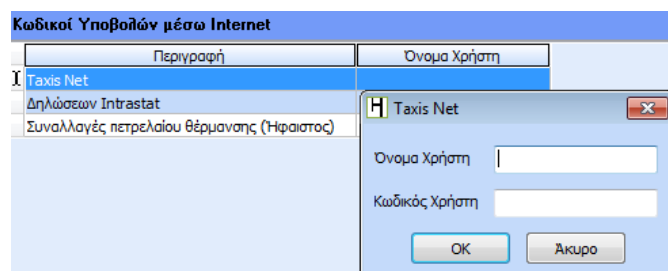 Κωδικοί Υποβολών μέσω Internet
Περιγραφή Όνομα Χρήστη
Taxis Net
Δηλώσεων Intrastat
Συναλλαγές πετρελαίου θέρμανσης (Ήφαιστος)
H Taxis Net
Όνομα Χρήστη
Κωδικός Χρήστη
OK Άκυρο